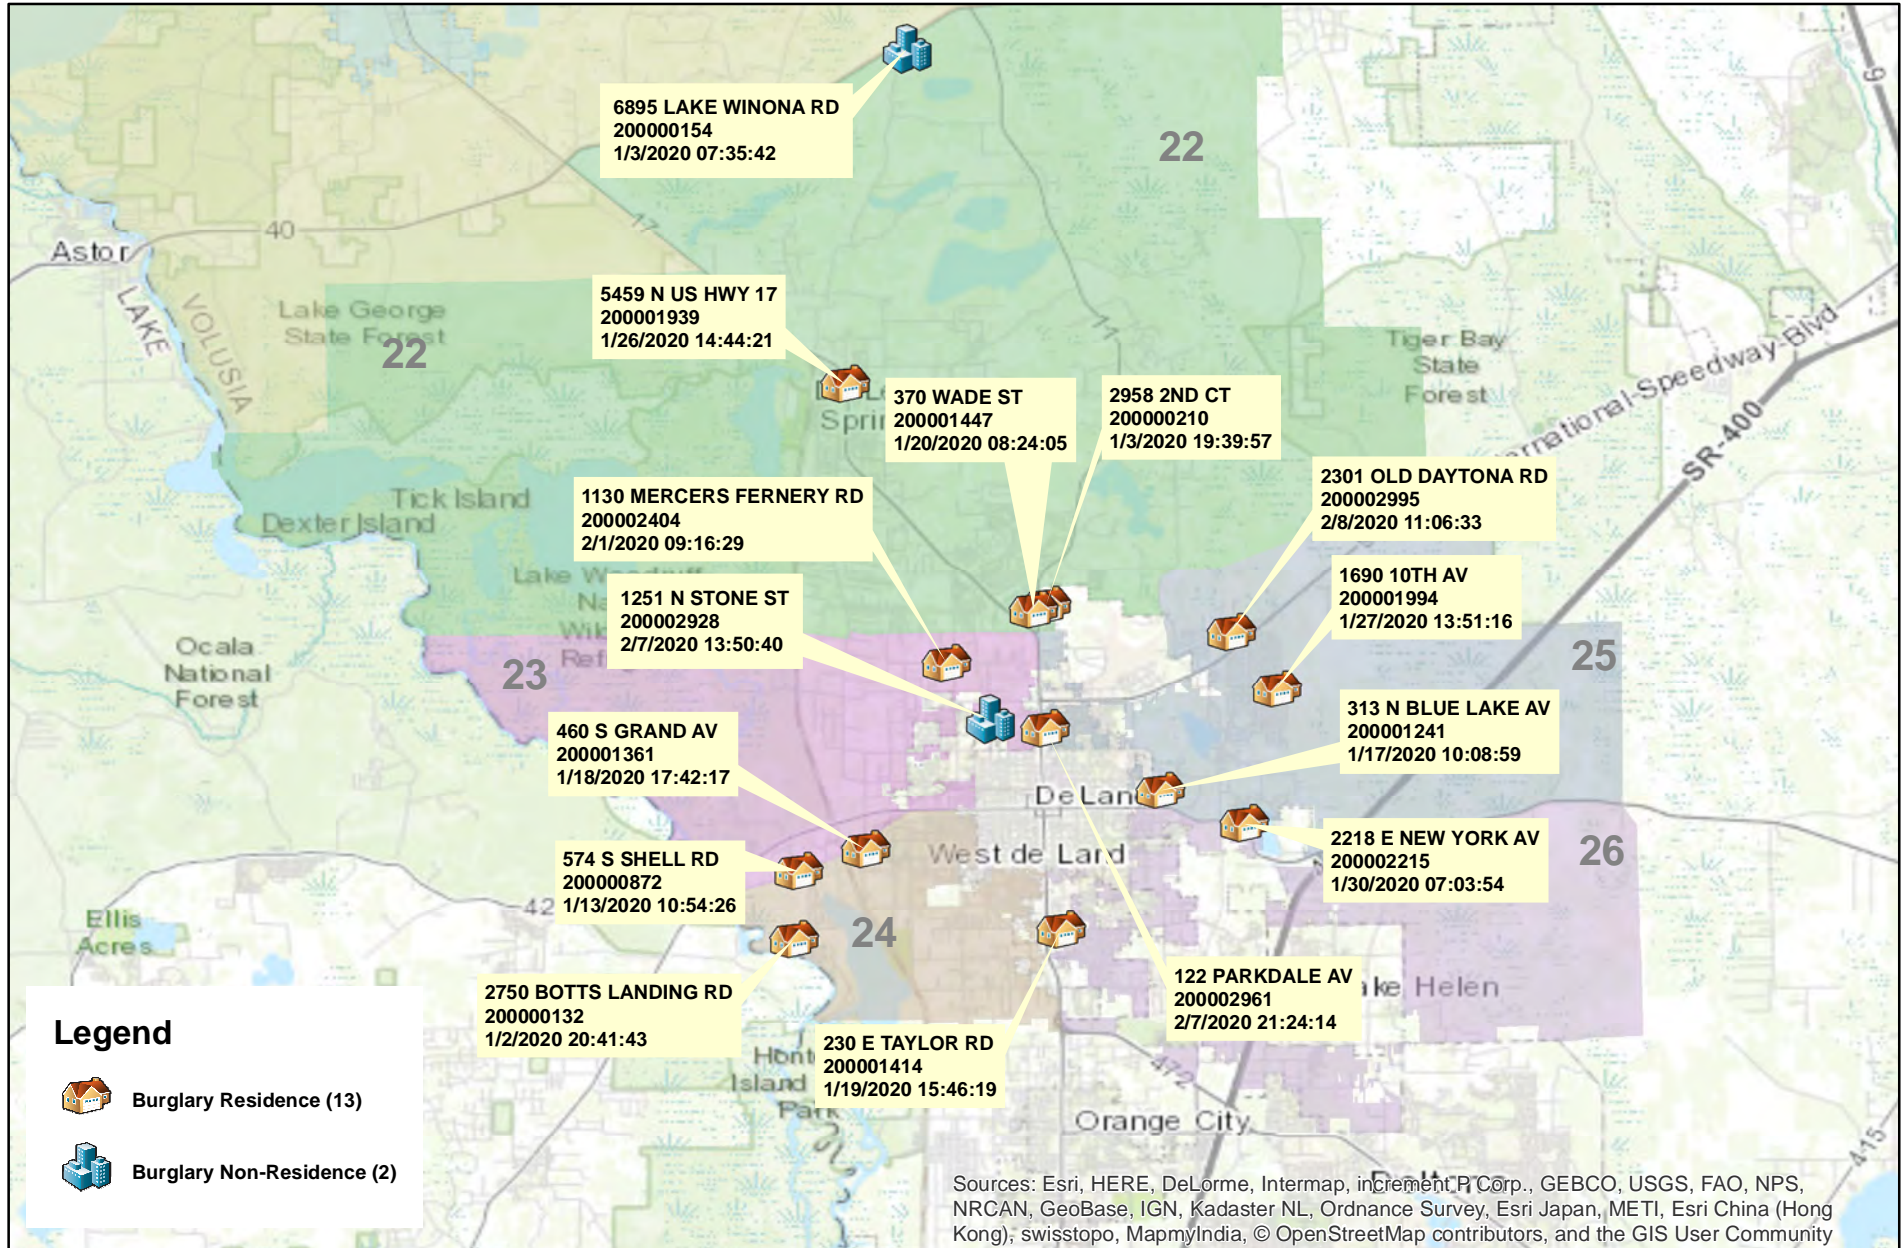 6895 LAKE WINONA RD
200000154
1/3/2020 07:35:42
22
17
40
Astor
LAKE
VOLUSIA
Lake George
State Forest
22
5459 N US HWY 17
200001939
1/26/2020 14:44:21
11
Tiger Bay
State
Forest
SR-400
370 WADE ST
200001447
1/20/2020 08:24:05
2958 2ND CT
200000210
1/3/2020 19:39:57
2301 OLD DAYTONA RD
200002995
2/8/2020 11:06:33
Tick Island
Dexter Island
1130 MERCERS FERNERY RD
200002404
2/1/2020 09:16:29
1690 10TH AV
200001994
1/27/2020 13:51:16
1251 N STONE ST
200002928
2/7/2020 13:50:40
Ocala
National
Forest
23
25
460 S GRAND AV
200001361
1/18/2020 17:42:17
313 N BLUE LAKE AV
200001241
1/17/2020 10:08:59
West de Land
574 S SHELL RD
200000872
1/13/2020 10:54:26
2218 E NEW YORK AV
200002215
1/30/2020 07:03:54
26
42
Ellis
Acres
24
2750 BOTTS LANDING RD
200000132
1/2/2020 20:41:43
122 PARKDALE AV
200002961
2/7/2020 21:24:14
Helen
230 E TAYLOR RD
200001414
1/19/2020 15:46:19
Island
Park
472
Orange City
415
Legend
Burglary Residence (13)
Burglary Non-Residence (2)
Sources: Esri, HERE, DeLorme, Intermap, increment P Corp., GEBCO, USGS, FAO, NPS,
NRCAN, GeoBase, IGN, Kadaster NL, Ordnance Survey, Esri Japan, METI, Esri China (Hong
Kong), swisstopo, MapmyIndia, © OpenStreetMap contributors, and the GIS User Community